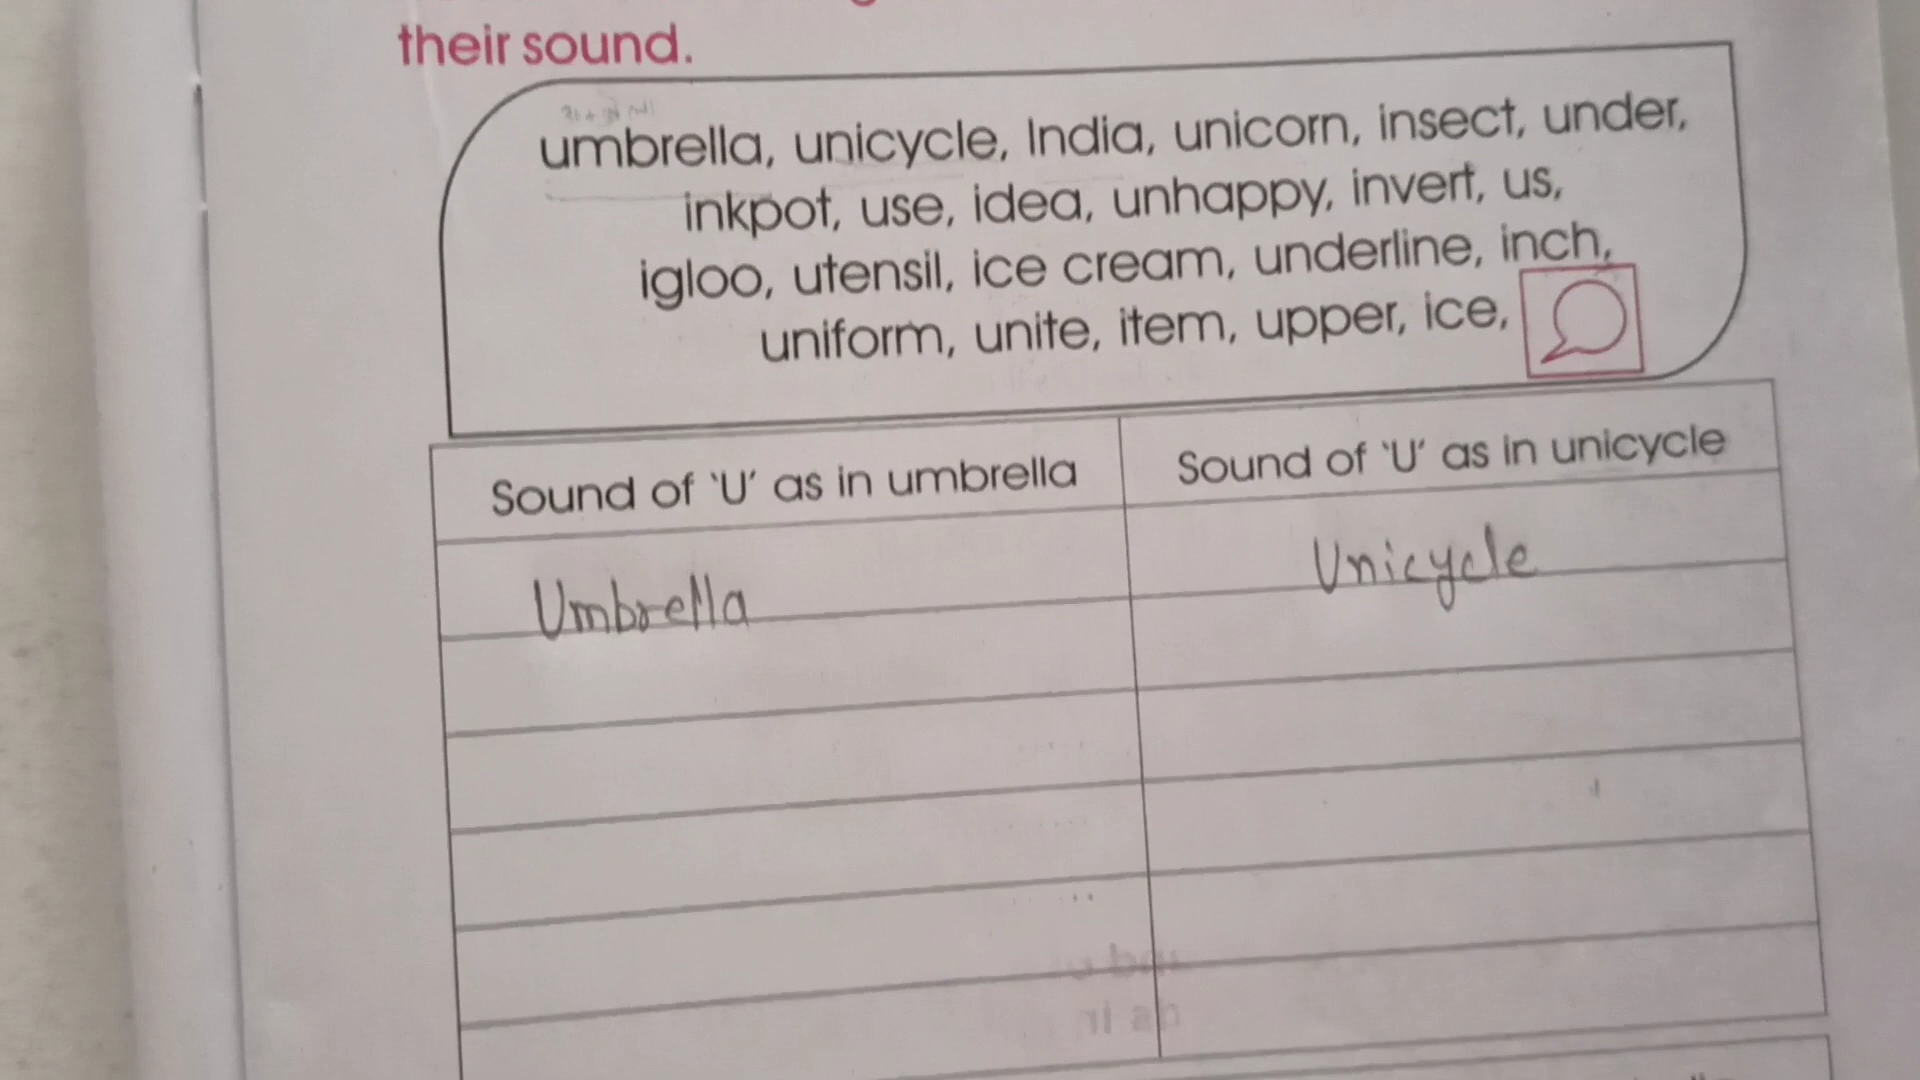 their sound.
umbrella, unicycle, India, unicorn, insect, under,
inkpot, use, idea, unhappy, invert, us,
igloo, utensil, ice cream, underline, inch,
uniform, unite, item, upper, ice,
Sound of 'U' as in umbrella
Sound of 'U' as in unicycle
Umbrella
Unicycle